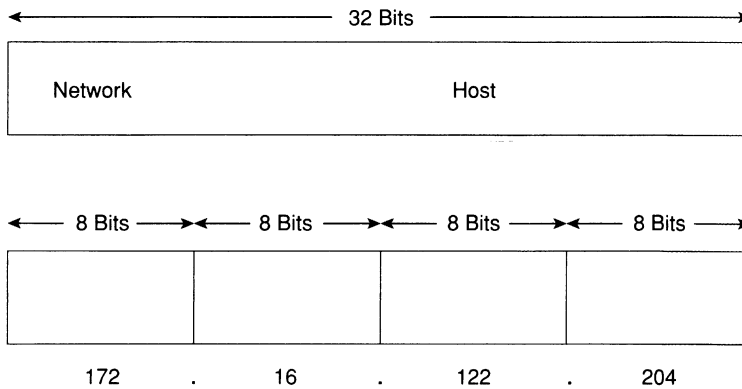 32 Bits
Network Host
8 Bits 8 Bits 8 Bits 8 Bits
172 . 16 . 122 . 204